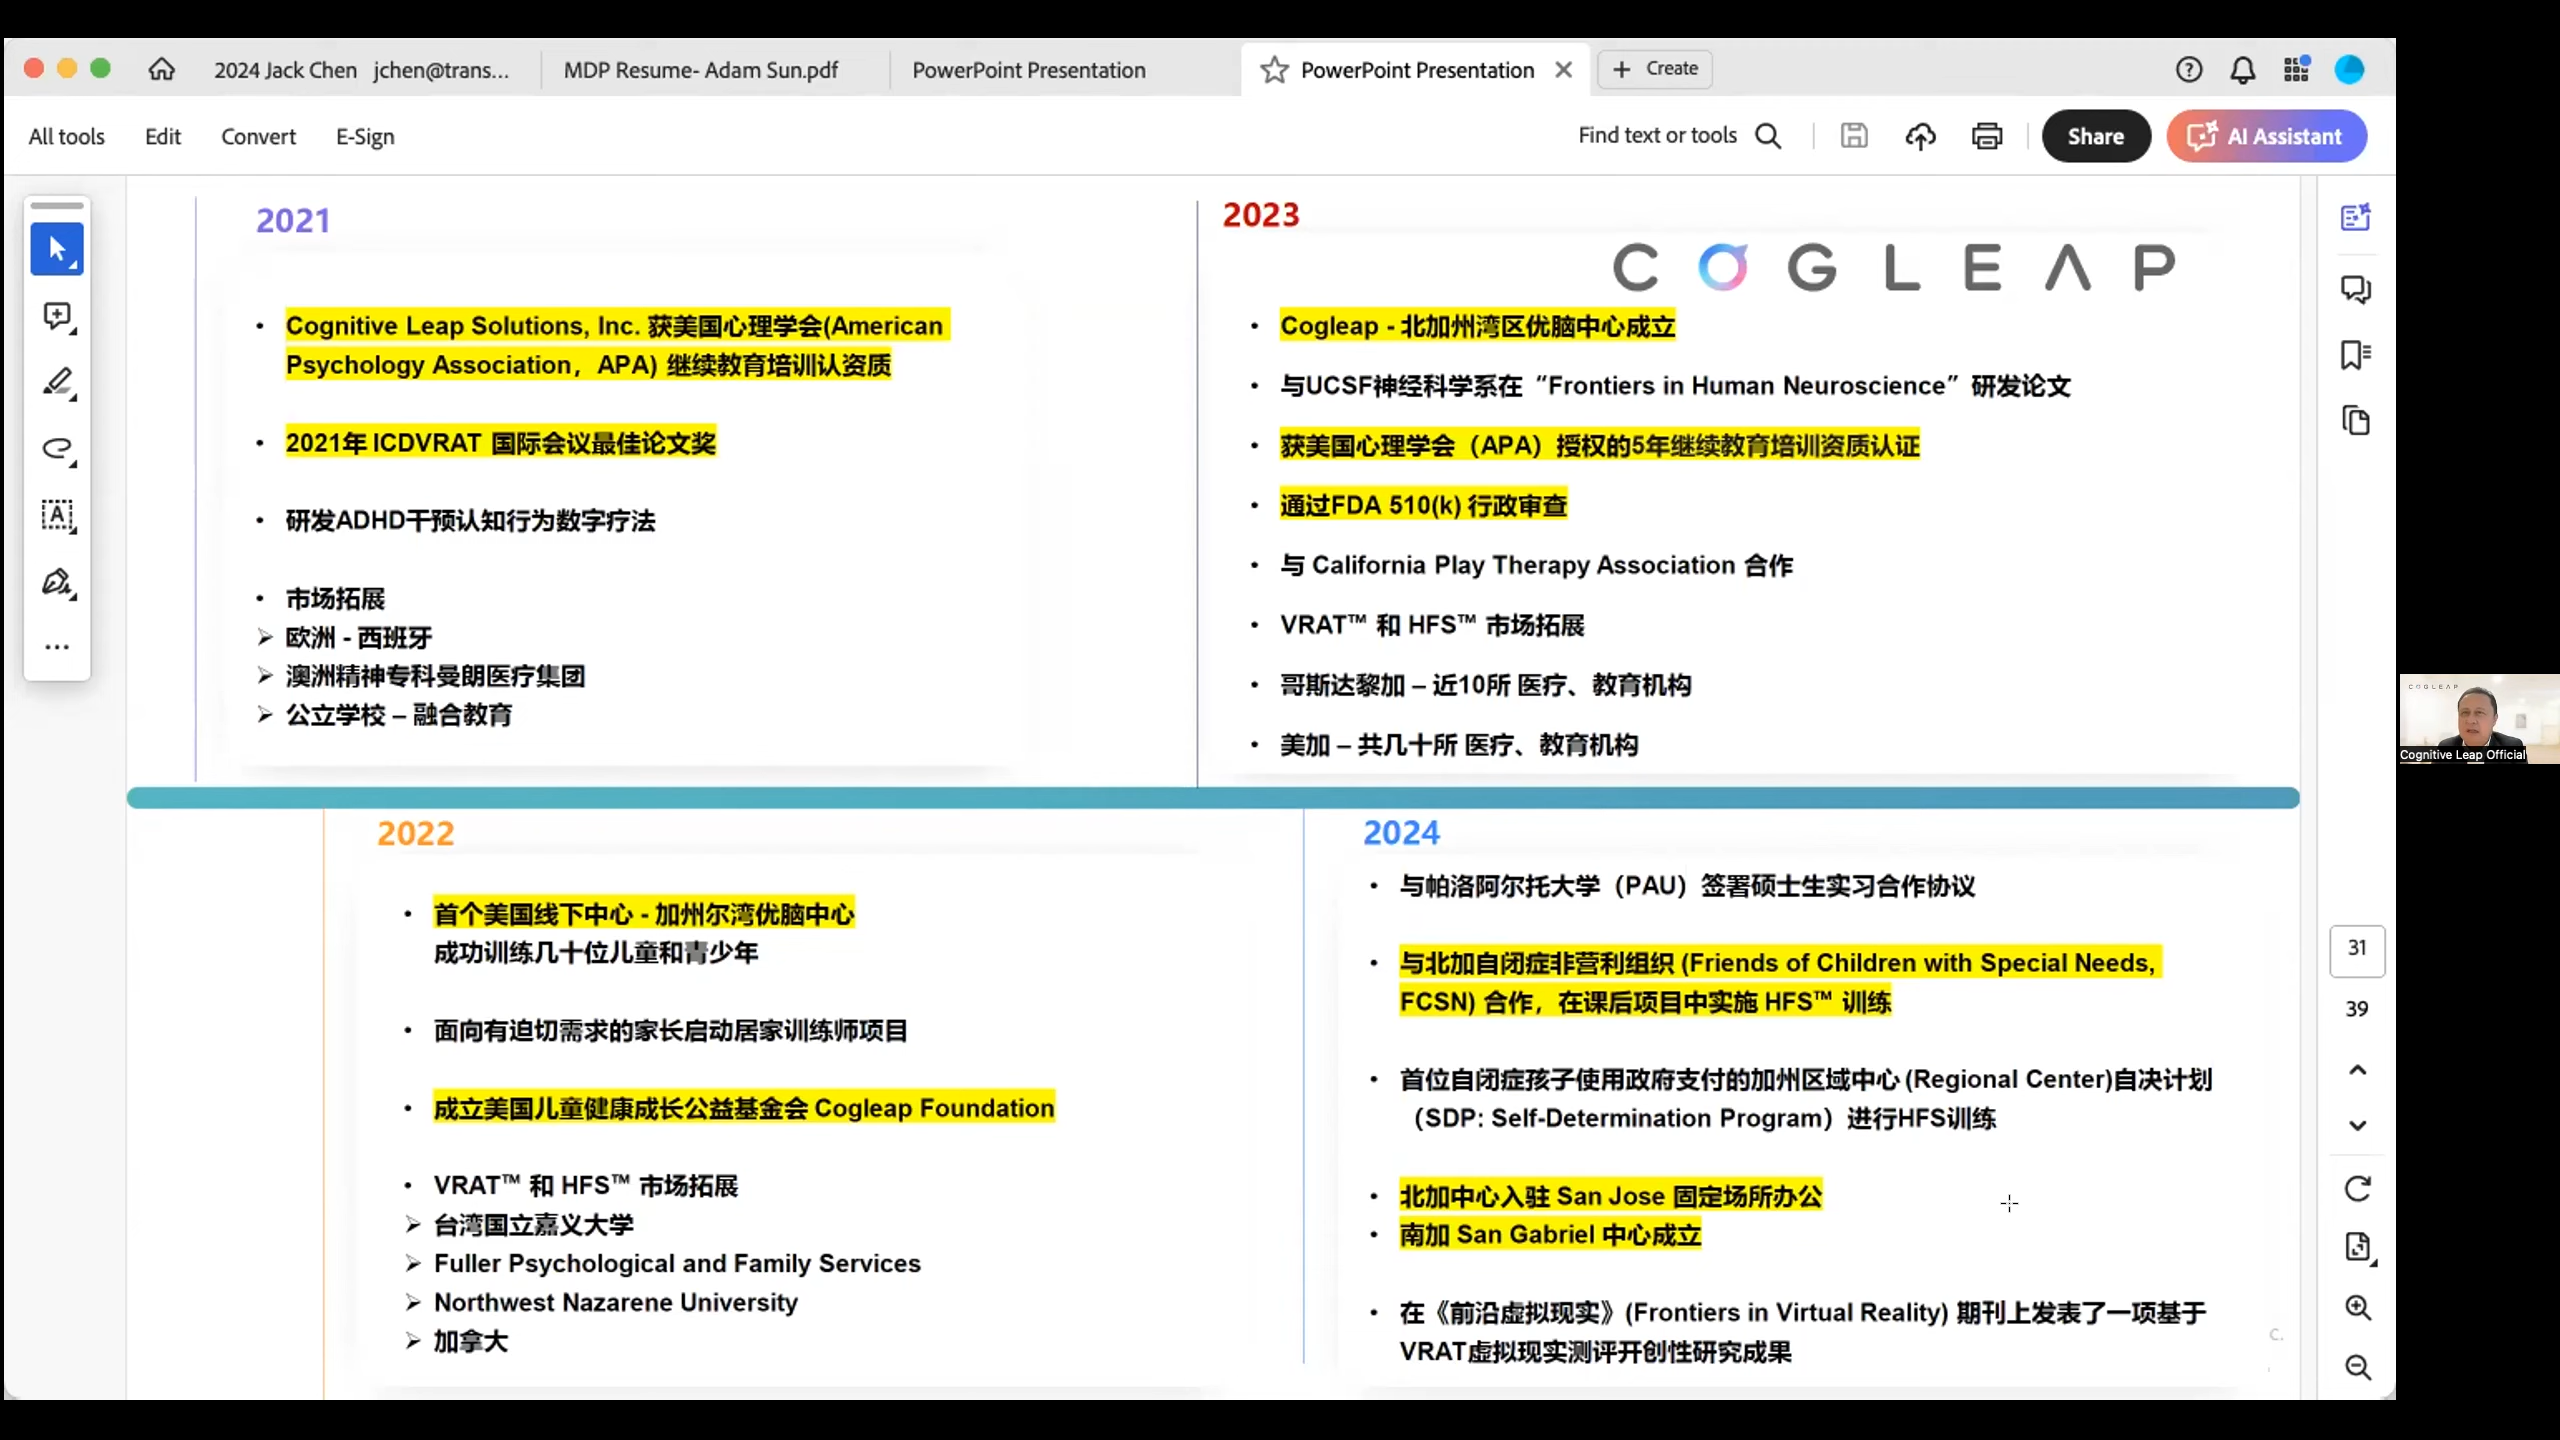 2024 Jack Chen jchen@trans...
MDP Resume- Adam Sun.pdf
PowerPoint Presentation
PowerPoint Presentation
Create
All tools
Edit
Convert
E-Sign
Find text or tools
Share
AI Assistant
2021
Cognitive Leap Solutions, Inc. 获美国心理学会(American
Psychology Association，APA) 继续教育培训认资质
2021年 ICDVRAT 国际会议最佳论文奖
研发ADHD干预认知行为数字疗法
市场拓展
欧洲 - 西班牙
澳洲精神专科曼朗医疗集团
公立学校 – 融合教育
2023
COGLEAP
Cogleap - 北加州湾区优脑中心成立
与UCSF神经科学系在“Frontiers in Human Neuroscience”研发论文
获美国心理学会（APA）授权的5年继续教育培训资质认证
通过FDA 510(k) 行政审查
与 California Play Therapy Association 合作
VRAT™ 和 HFS™ 市场拓展
哥斯达黎加 – 近10所 医疗、教育机构
美加 – 共几十所 医疗、教育机构
2022
首个美国线下中心 - 加州尔湾优脑中心
成功训练几十位儿童和青少年
面向有迫切需求的家长启动居家训练师项目
成立美国儿童健康成长公益基金会 Cogleap Foundation
VRAT™ 和 HFS™ 市场拓展
台湾国立嘉义大学
Fuller Psychological and Family Services
Northwest Nazarene University
加拿大
2024
与帕洛阿尔托大学（PAU）签署硕士生实习合作协议
与北加自闭症非营利组织 (Friends of Children with Special Needs,
FCSN) 合作，在课后项目中实施 HFS™ 训练
首位自闭症孩子使用政府支付的加州区域中心 (Regional Center)自决计划
（SDP: Self-Determination Program）进行HFS训练
北加中心入驻 San Jose 固定场所办公
南加 San Gabriel 中心成立
在《前沿虚拟现实》(Frontiers in Virtual Reality) 期刊上发表了一项基于
VRAT虚拟现实测评开创性研究成果
C.
31
39
COGLEAP
Cognitive Leap Official